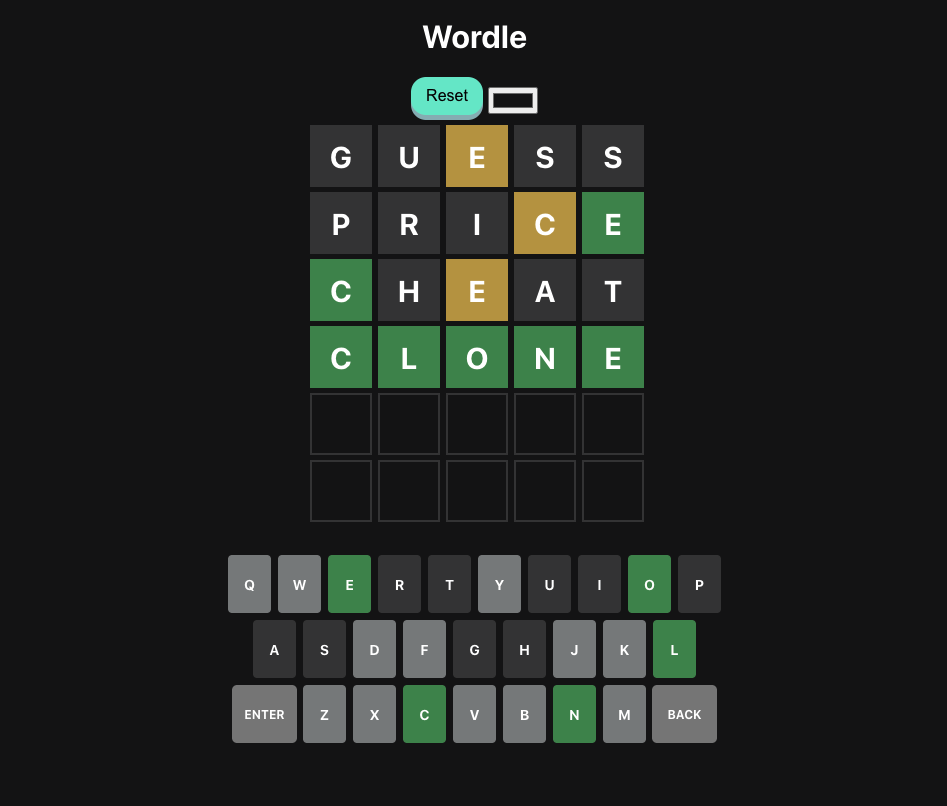 Wordle
Reset
G U E S S
P R I C E
C H E A T
C L O N E
Q W E R T Y U I O P
A S D F G H J K L
ENTER Z X C V B N M BACK